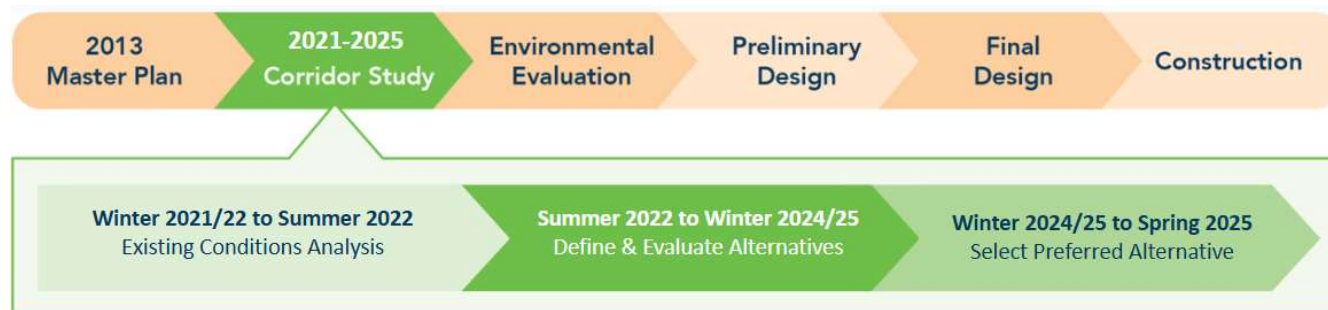 2013
Master Plan
2021-2025
Corridor Study
Environmental
Evaluation
Preliminary
Design
Final
Design
Construction
Winter 2021/22 to Summer 2022
Existing Conditions Analysis
Summer 2022 to Winter 2024/25
Define & Evaluate Alternatives
Winter 2024/25 to Spring 2025
Select Preferred Alternative